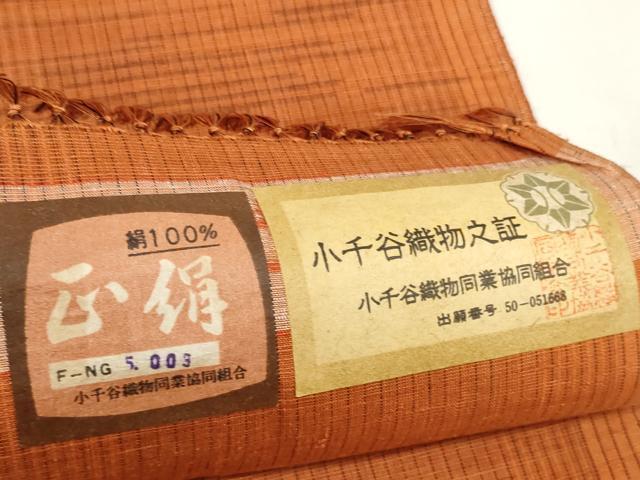 絹100%
正絹
F-NG 5.003
小千谷織物同業協同組合
小千谷織物之証
小千谷織物同業協同組合
出願番号 50-051668